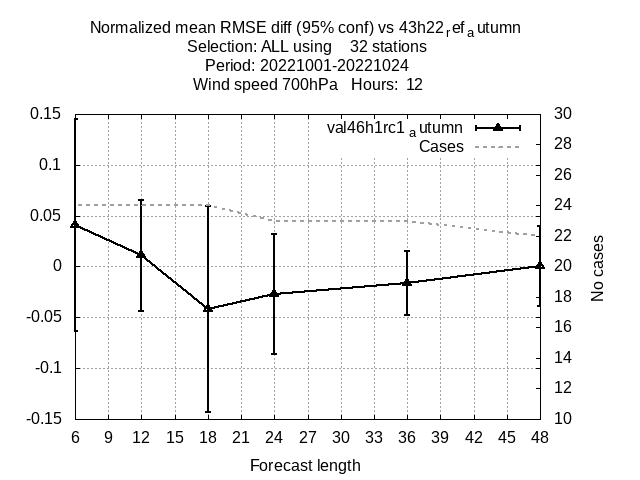 Normalized mean RMSE diff (95% conf) vs 43h22refautumn
Selection: ALL using 32 stations
Period: 20221001-20221024
Wind speed 700hPa Hours: 12
val46h1rc1autumn
Cases
0.15
0.1
0.05
0
-0.05
-0.1
-0.15
30
28
26
24
22
20
18
16
14
12
10
No cases
6 9 12 15 18 21 24 27 30 33 36 39 42 45 48
Forecast length